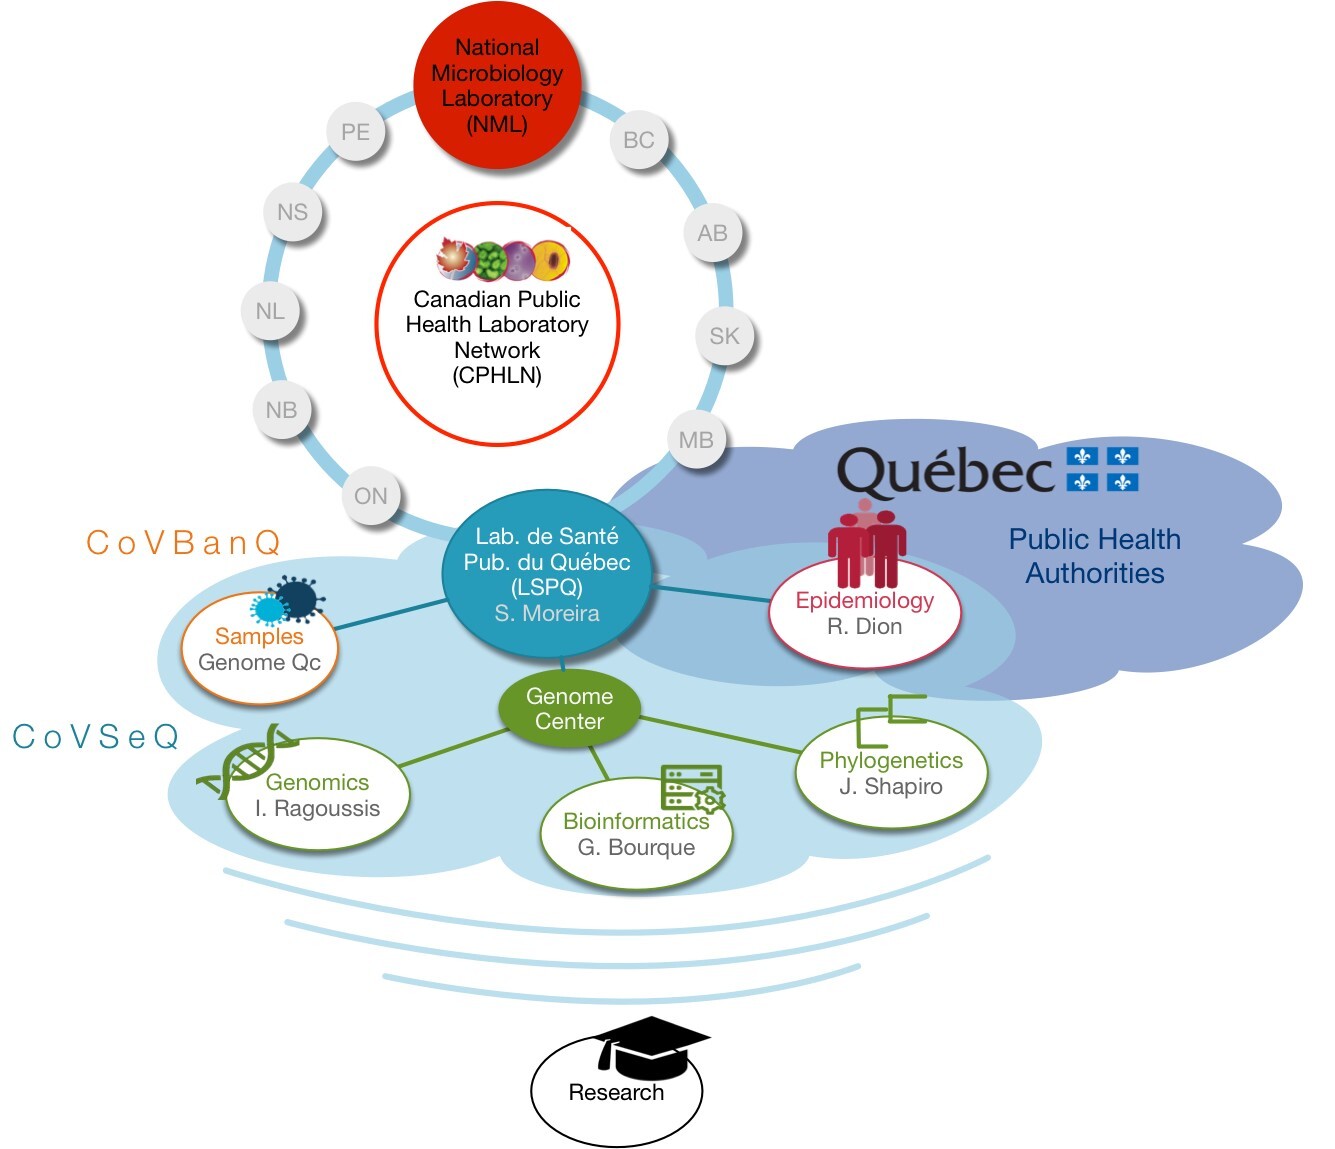 National
Microbiology
Laboratory
(NML)
PE
BC
NS
AB
NL
SK
NB
MB
ON
Canadian Public
Health Laboratory
Network
(CPHLN)
Québec
Public Health
Authorities
CoVBanQ
Lab. de Santé
Pub. du Québec
(LSPQ)
S. Moreira
Epidemiology
R. Dion
Samples
Genome Qc
CoVSeQ
Genome
Center
Genomics
I. Ragoussis
Bioinformatics
G. Bourque
Phylogenetics
J. Shapiro
Research